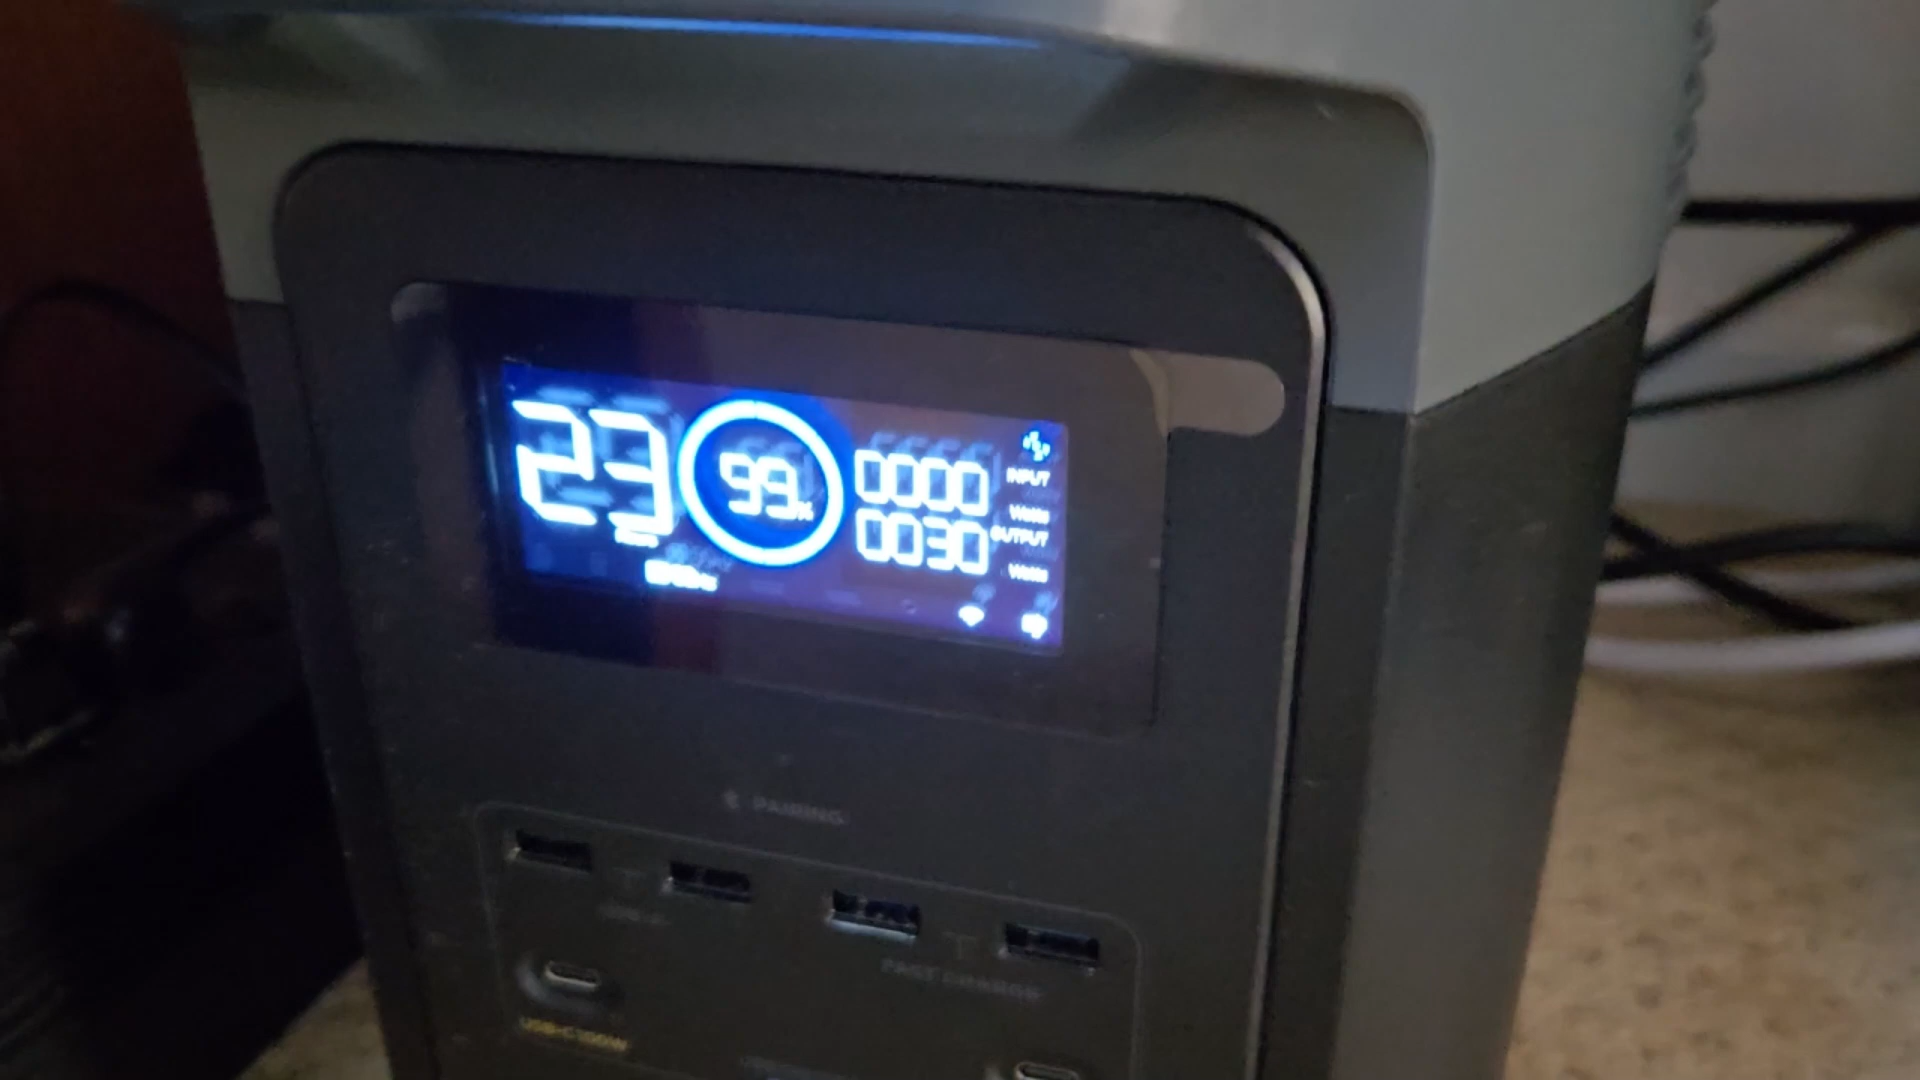 23
99%
0000
INPUT
Watts
0030
OUTPUT
Watts
PAIRING
FAST CHARGE
USB-C 100W